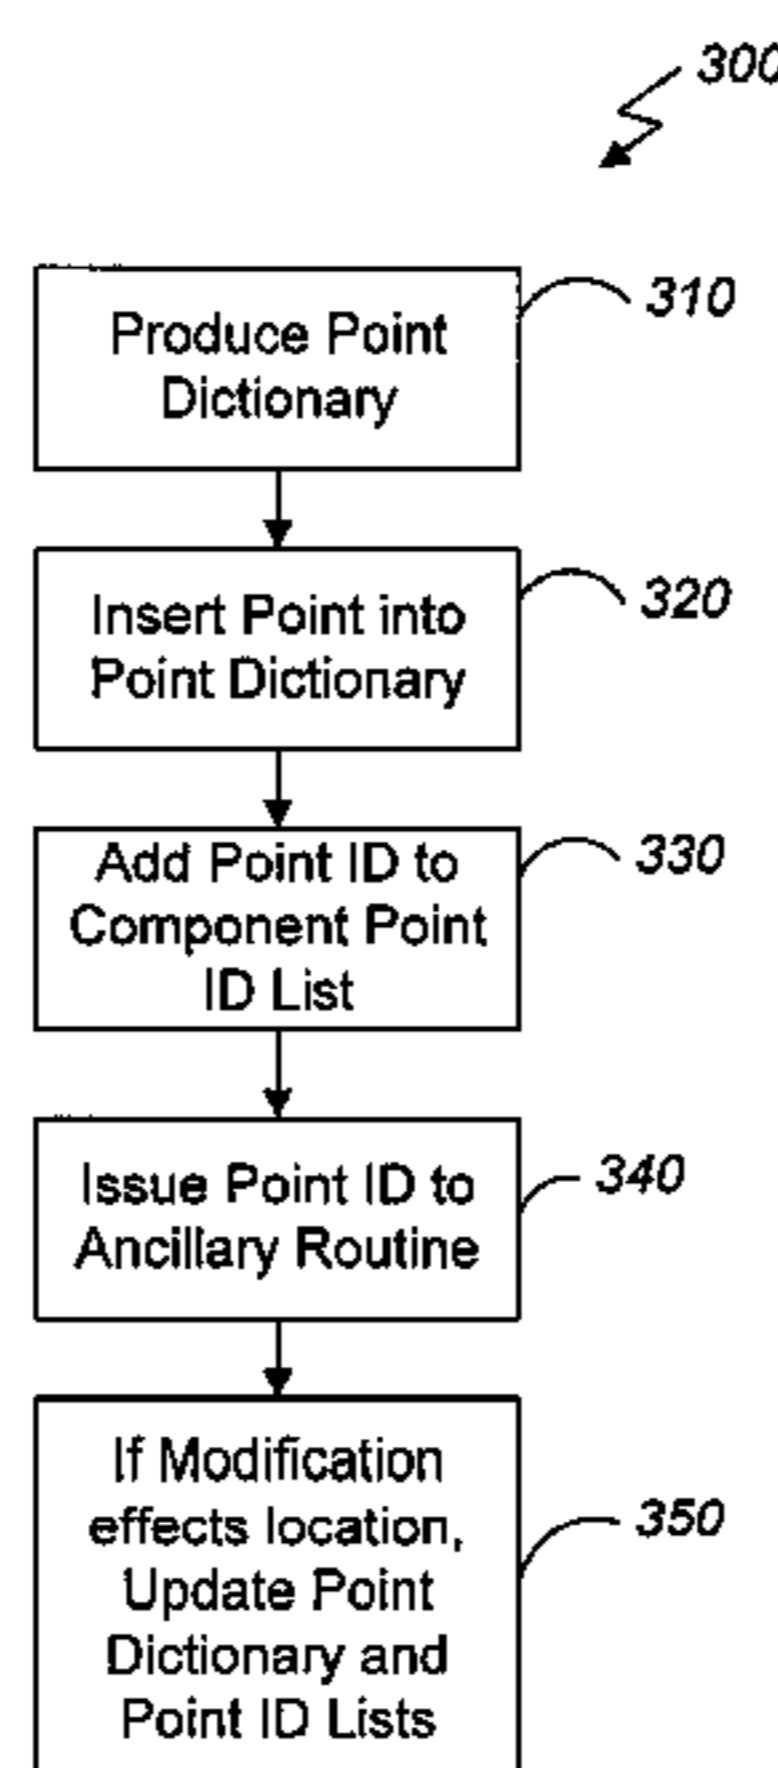 300
310
Produce Point
Dictionary
320
Insert Point into
Point Dictionary
330
Add Point ID to
Component Point
ID List
340
Issue Point ID to
Ancillary Routine
350
If Modification
effects location,
Update Point
Dictionary and
Point ID Lists